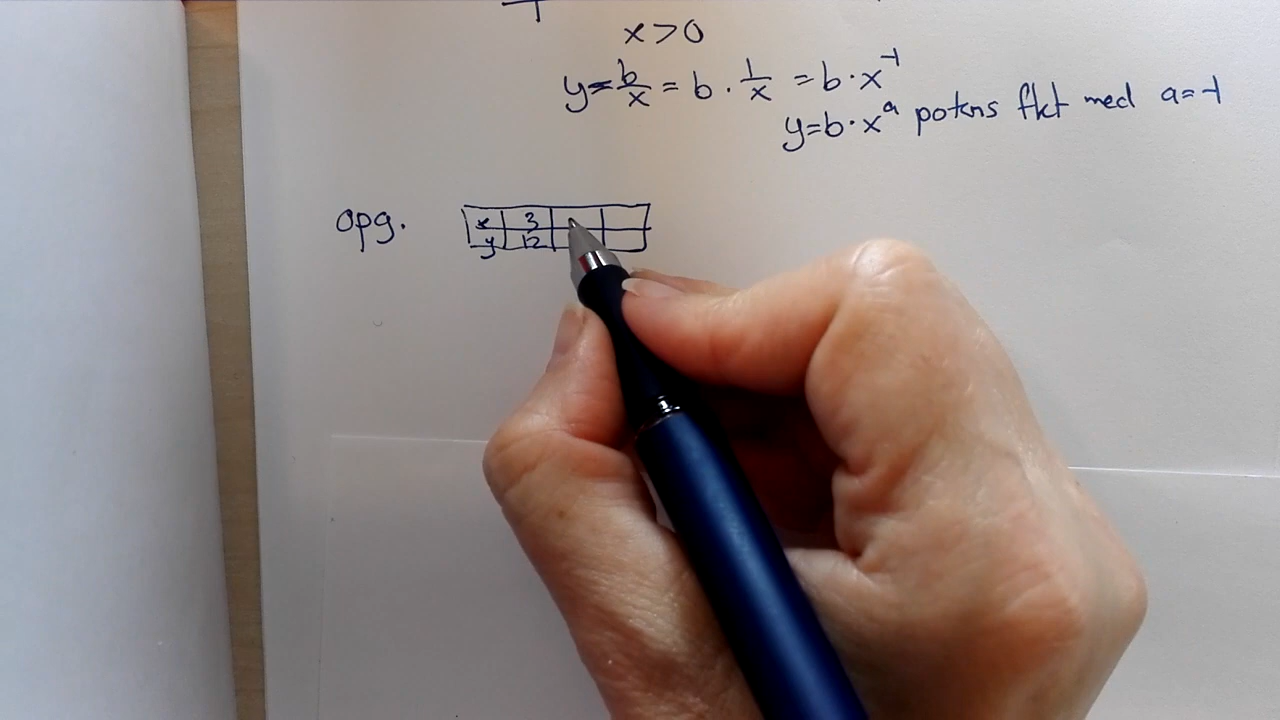 x > 0
y = b/x = b · 1/x = b · x⁻¹
y = b · xᵃ potens fkt med a = -1
opg.
x 3
y 12